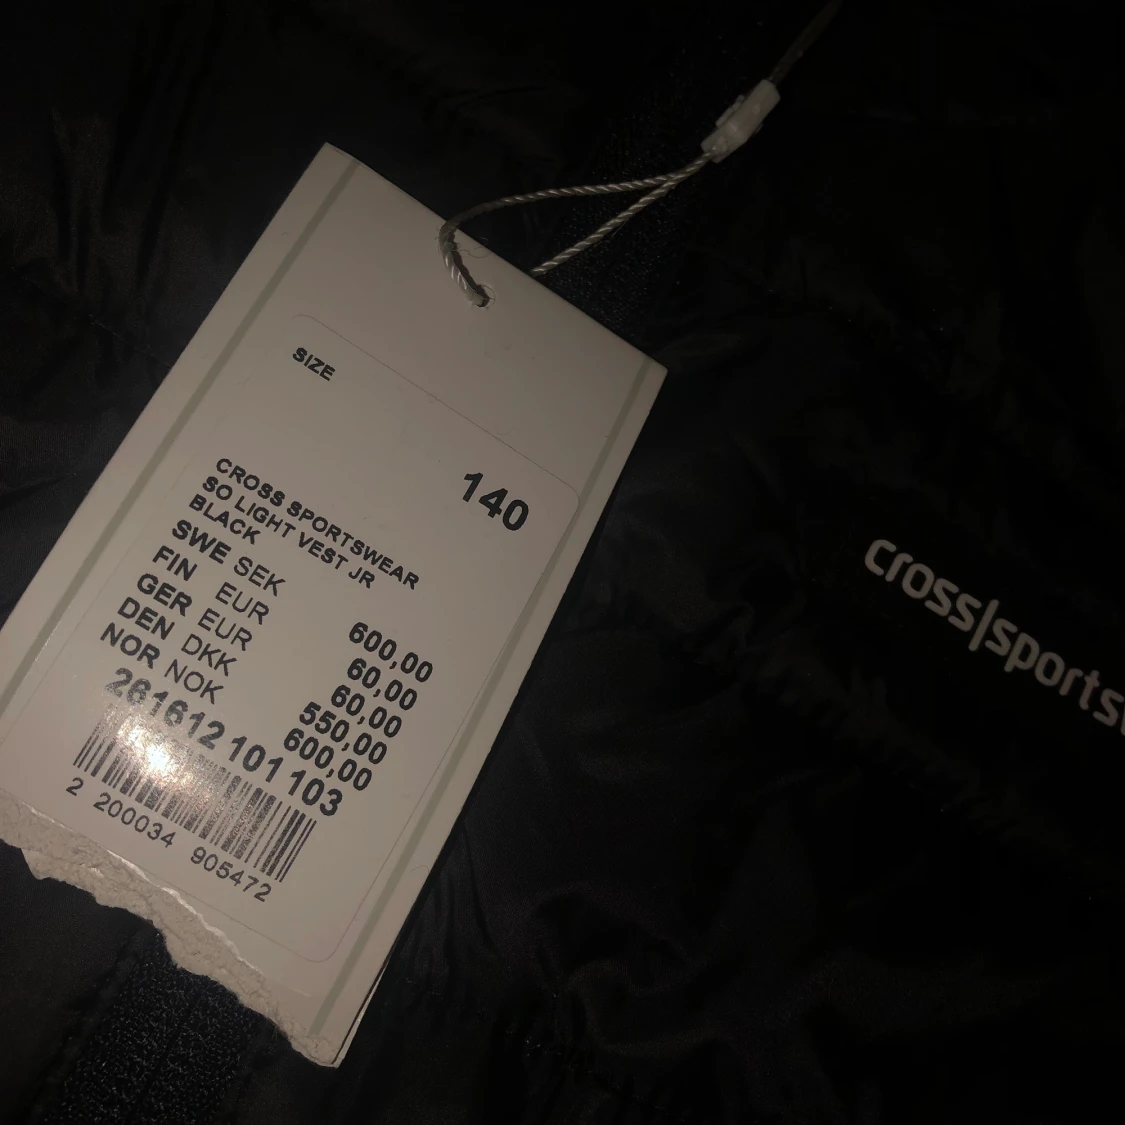 SIZE
140
CROSS SPORTSWEAR
SO LIGHT VEST JR
BLACK
SWE SEK 600,00
FIN EUR 60,00
GER EUR 60,00
DEN DKK 550,00
NOR NOK 600,00
261612 101 103
2 200034 905472
cross|sports